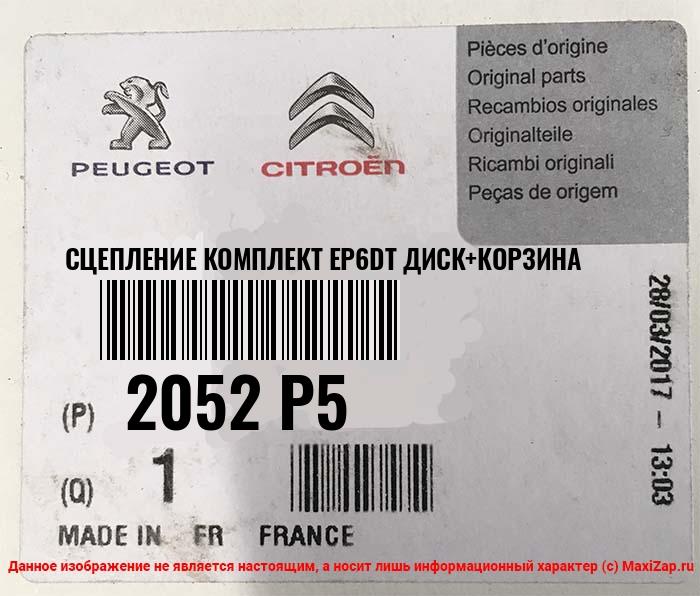 Pièces d'origine
Original parts
Recambios originales
Originalteile
Ricambi originali
Peças de origem
PEUGEOT
CITROËN
СЦЕПЛЕНИЕ КОМПЛЕКТ EP6DT ДИСК+КОРЗИНА
28/03/2017 - 13:03
(P) 2052 P5
(Q) 1
MADE IN FR FRANCE
Данное изображение не является настоящим, а носит лишь информационный характер (c) MaxiZap.ru